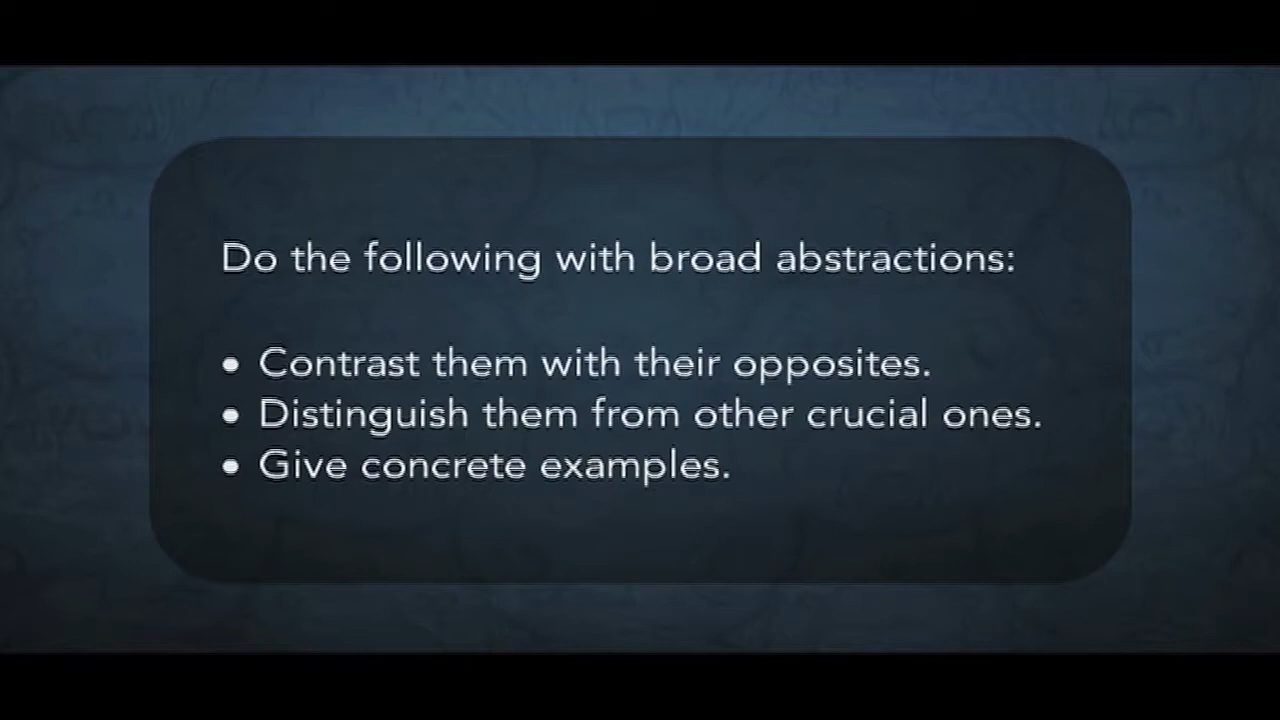 Do the following with broad abstractions:
• Contrast them with their opposites.
• Distinguish them from other crucial ones.
• Give concrete examples.